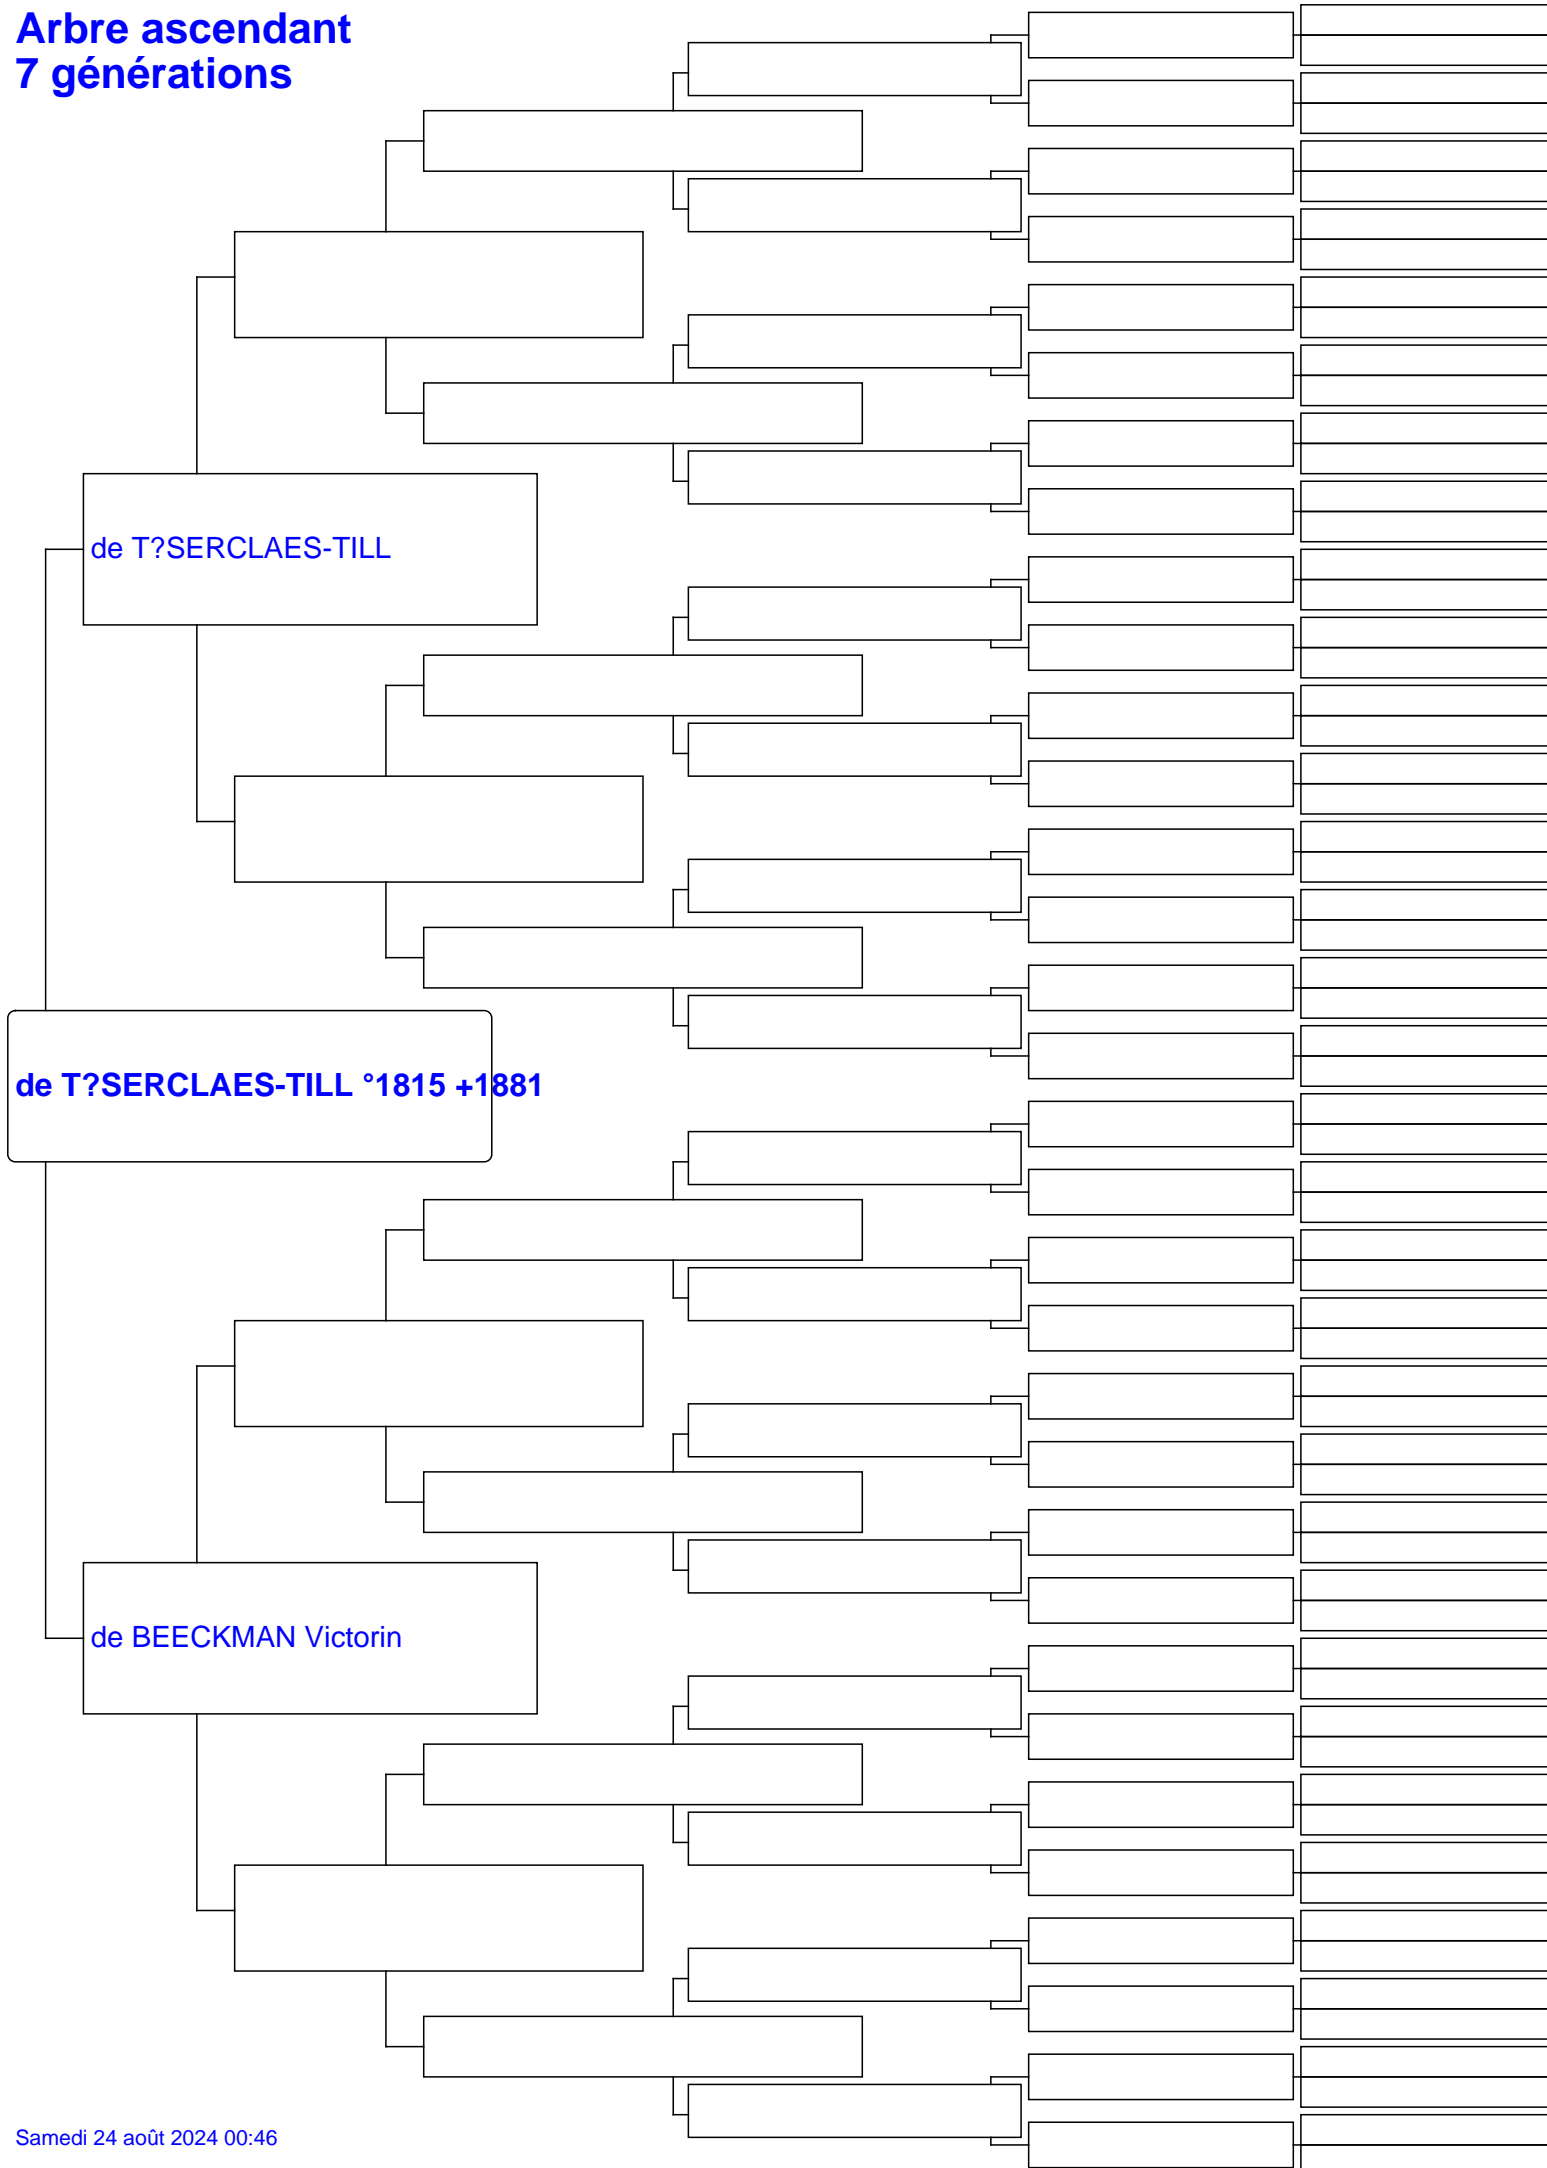 Arbre ascendant
7 générations
de T?SERCLAES-TILL
de T?SERCLAES-TILL °1815 +1881
de BEECKMAN Victorin
Samedi 24 août 2024 00:46